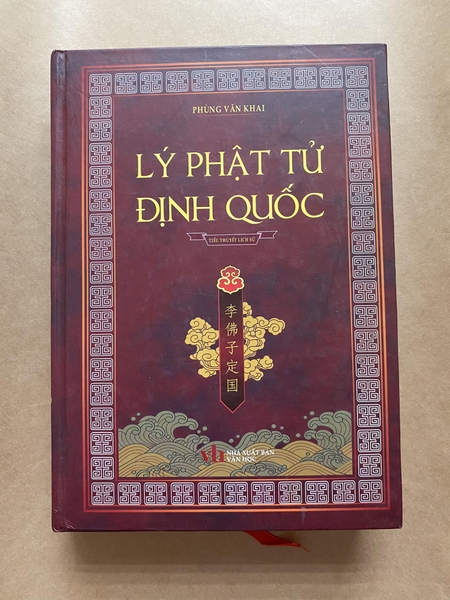 PHÙNG VĂN KHAI
LÝ PHẬT TỬ
ĐỊNH QUỐC
TIỂU THUYẾT LỊCH SỬ
李佛子定国
vh
NHÀ XUẤT BẢN
VĂN HỌC